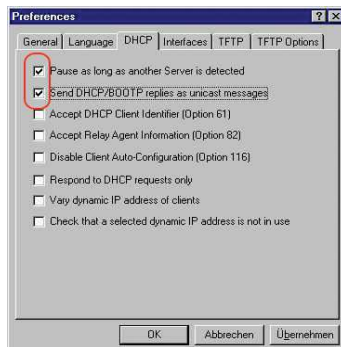 Preferences
General Language DHCP Interfaces TFTP TFTP Options
Pause as long as another Server is detected
Send DHCP/BOOTP replies as unicast messages
Accept DHCP Client Identifier (Option 61)
Accept Relay Agent Information (Option 82)
Disable Client Auto-Configuration (Option 116)
Respond to DHCP requests only
Vary dynamic IP address of clients
Check that a selected dynamic IP address is not in use
OK Abbrechen Übernehmen